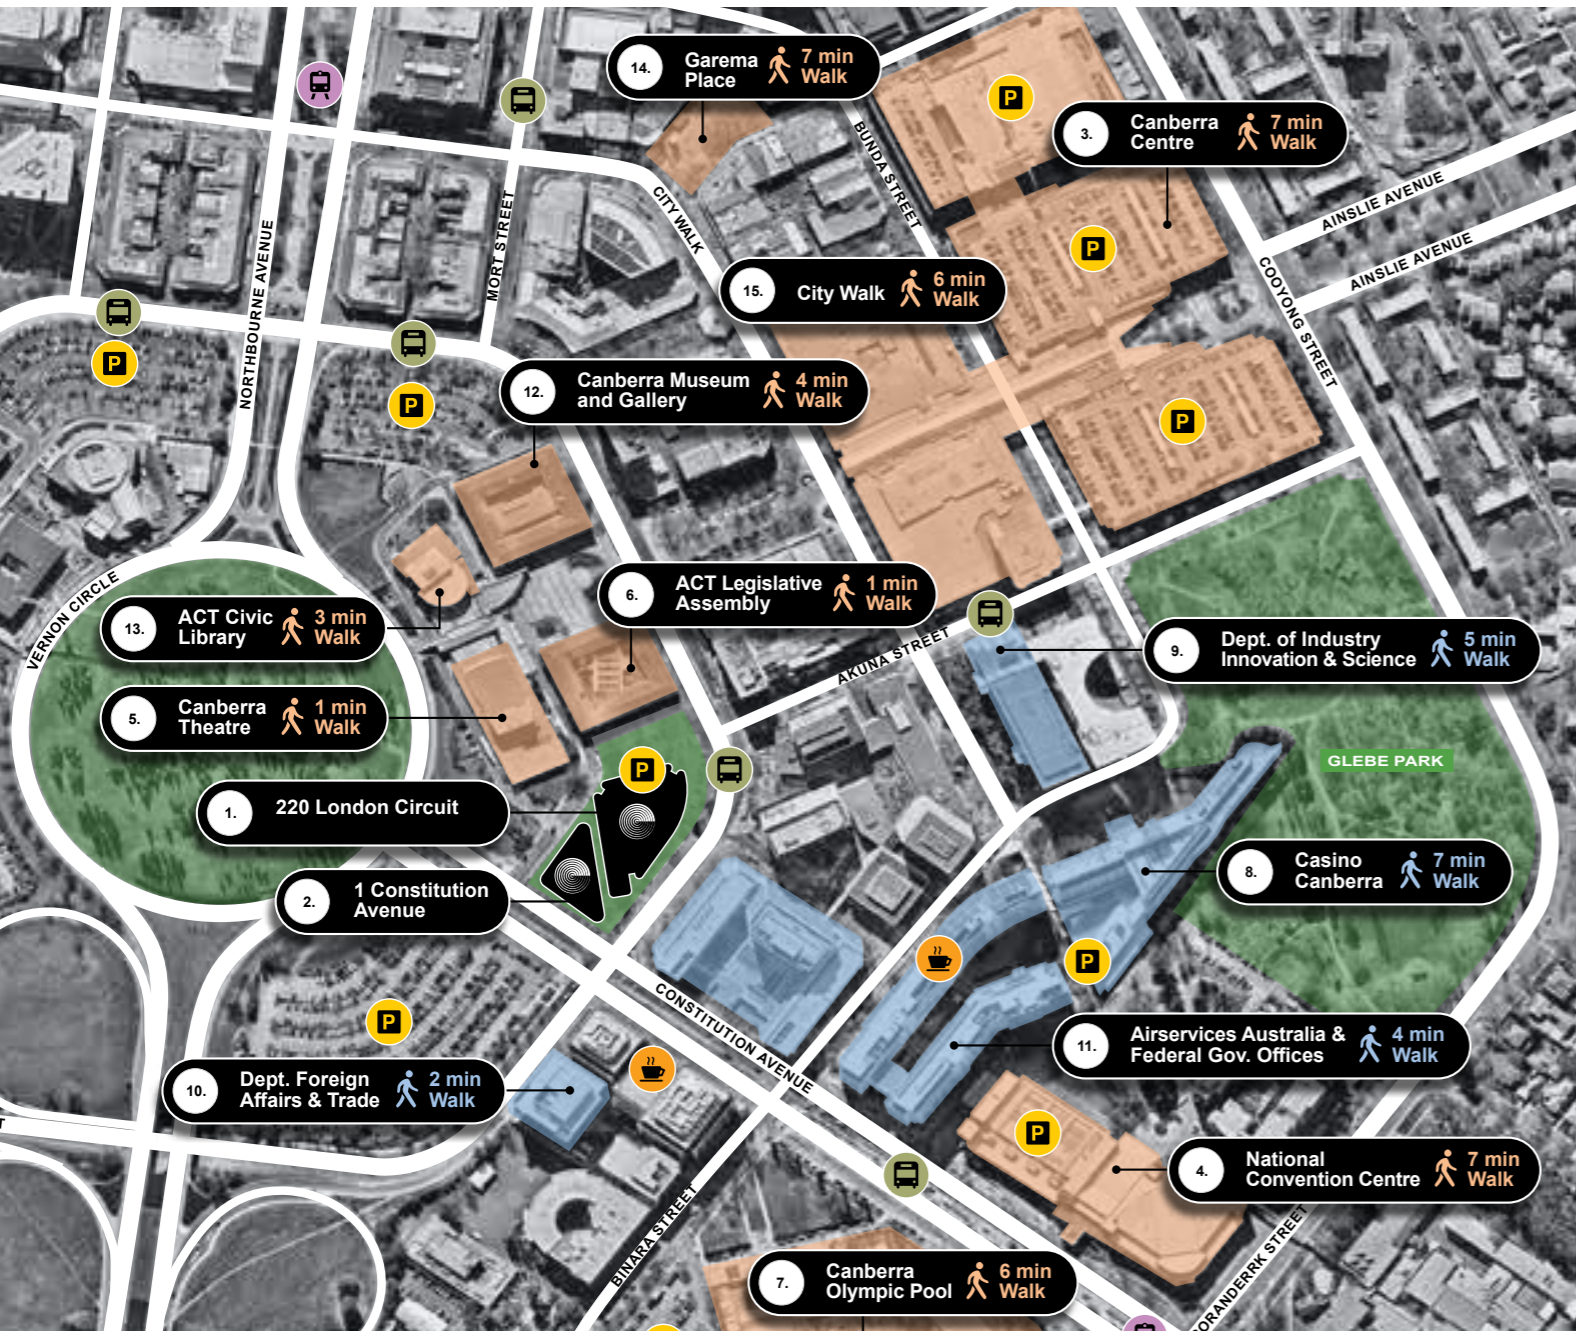 14.
Garema
Place
7 min
Walk
P
3.
Canberra
Centre
7 min
Walk
BUNDA STREET
CITY WALK
MORT STREET
NORTHBOURNE AVENUE
AINSLIE AVENUE
AINSLIE AVENUE
COOYONG STREET
P
15.
City Walk
6 min
Walk
P
P
12.
Canberra Museum
and Gallery
4 min
Walk
P
VERNON CIRCLE
13.
ACT Civic
Library
3 min
Walk
6.
ACT Legislative
Assembly
1 min
Walk
AKUNA STREET
9.
Dept. of Industry
Innovation & Science
5 min
Walk
5.
Canberra
Theatre
1 min
Walk
P
GLEBE PARK
1.
220 London Circuit
2.
1 Constitution
Avenue
8.
Casino
Canberra
7 min
Walk
P
P
CONSTITUTION AVENUE
11.
Airservices Australia &
Federal Gov. Offices
4 min
Walk
10.
Dept. Foreign
Affairs & Trade
2 min
Walk
P
4.
National
Convention Centre
7 min
Walk
BINARA STREET
ORANDERRK STREET
7.
Canberra
Olympic Pool
6 min
Walk